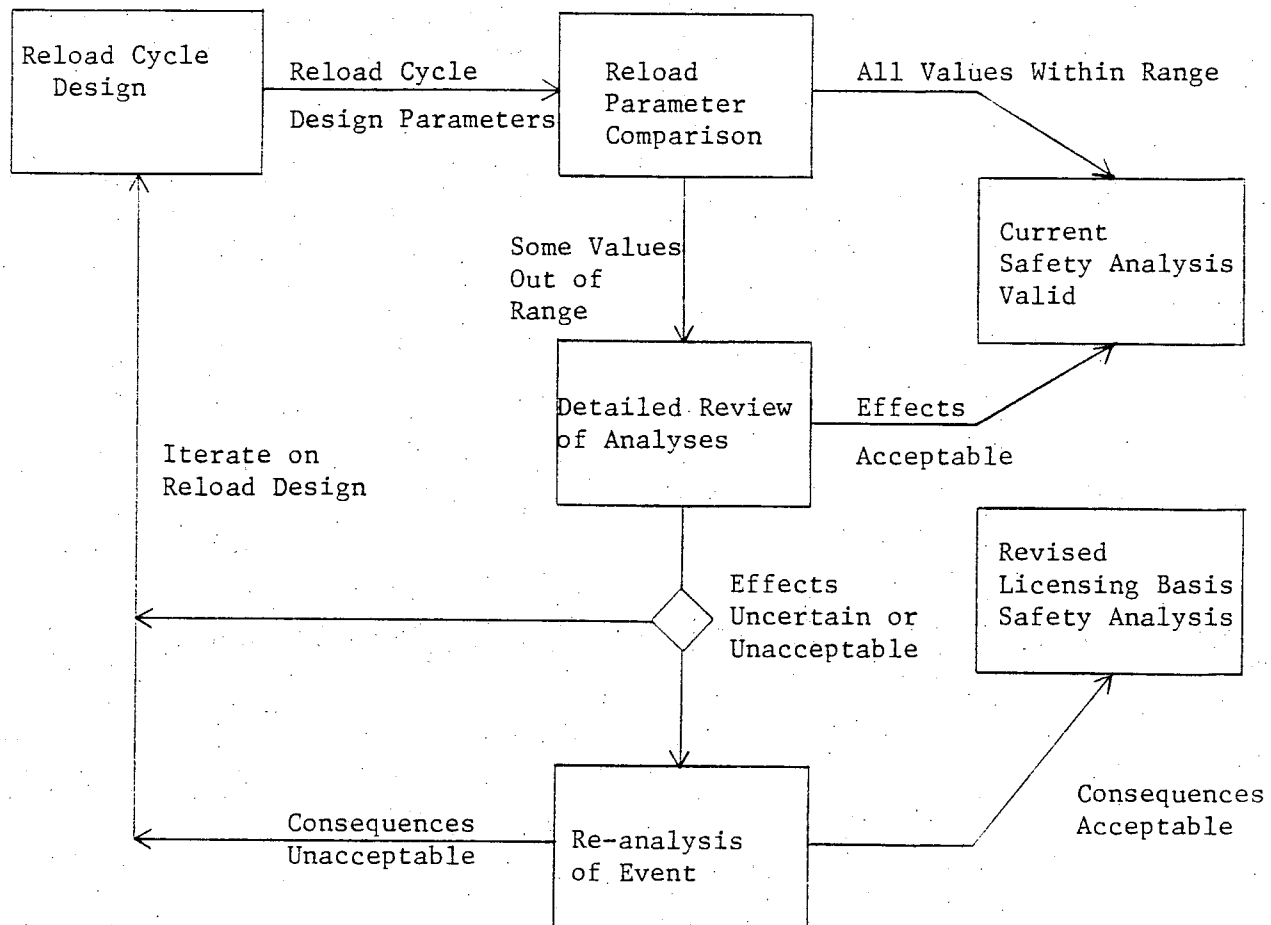 Reload Cycle
Design
Reload Cycle
Design Parameters
Reload
Parameter
Comparison
All Values Within Range
Some Values
Out of
Range
Current
Safety Analysis
Valid
Detailed Review
of Analyses
Effects
Acceptable
Iterate on
Reload Design
Effects
Uncertain or
Unacceptable
Revised
Licensing Basis
Safety Analysis
Consequences
Unacceptable
Re-analysis
of Event
Consequences
Acceptable